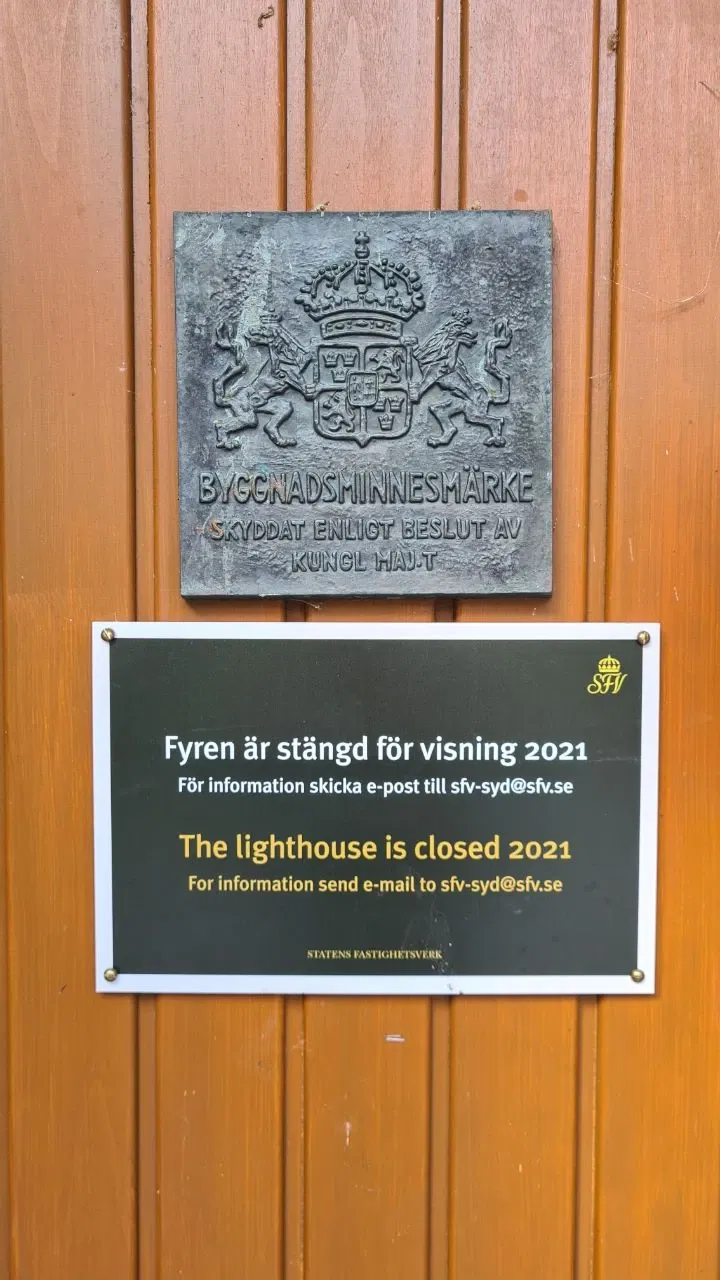 BYGGNADSMINNESMÄRKE
SKYDDAT ENLIGT BESLUT AV
KUNGL MAJ.T
SFV
Fyren är stängd för visning 2021
För information skicka e-post till sfv-syd@sfv.se
The lighthouse is closed 2021
For information send e-mail to sfv-syd@sfv.se
STATENS FASTIGHETSVERK